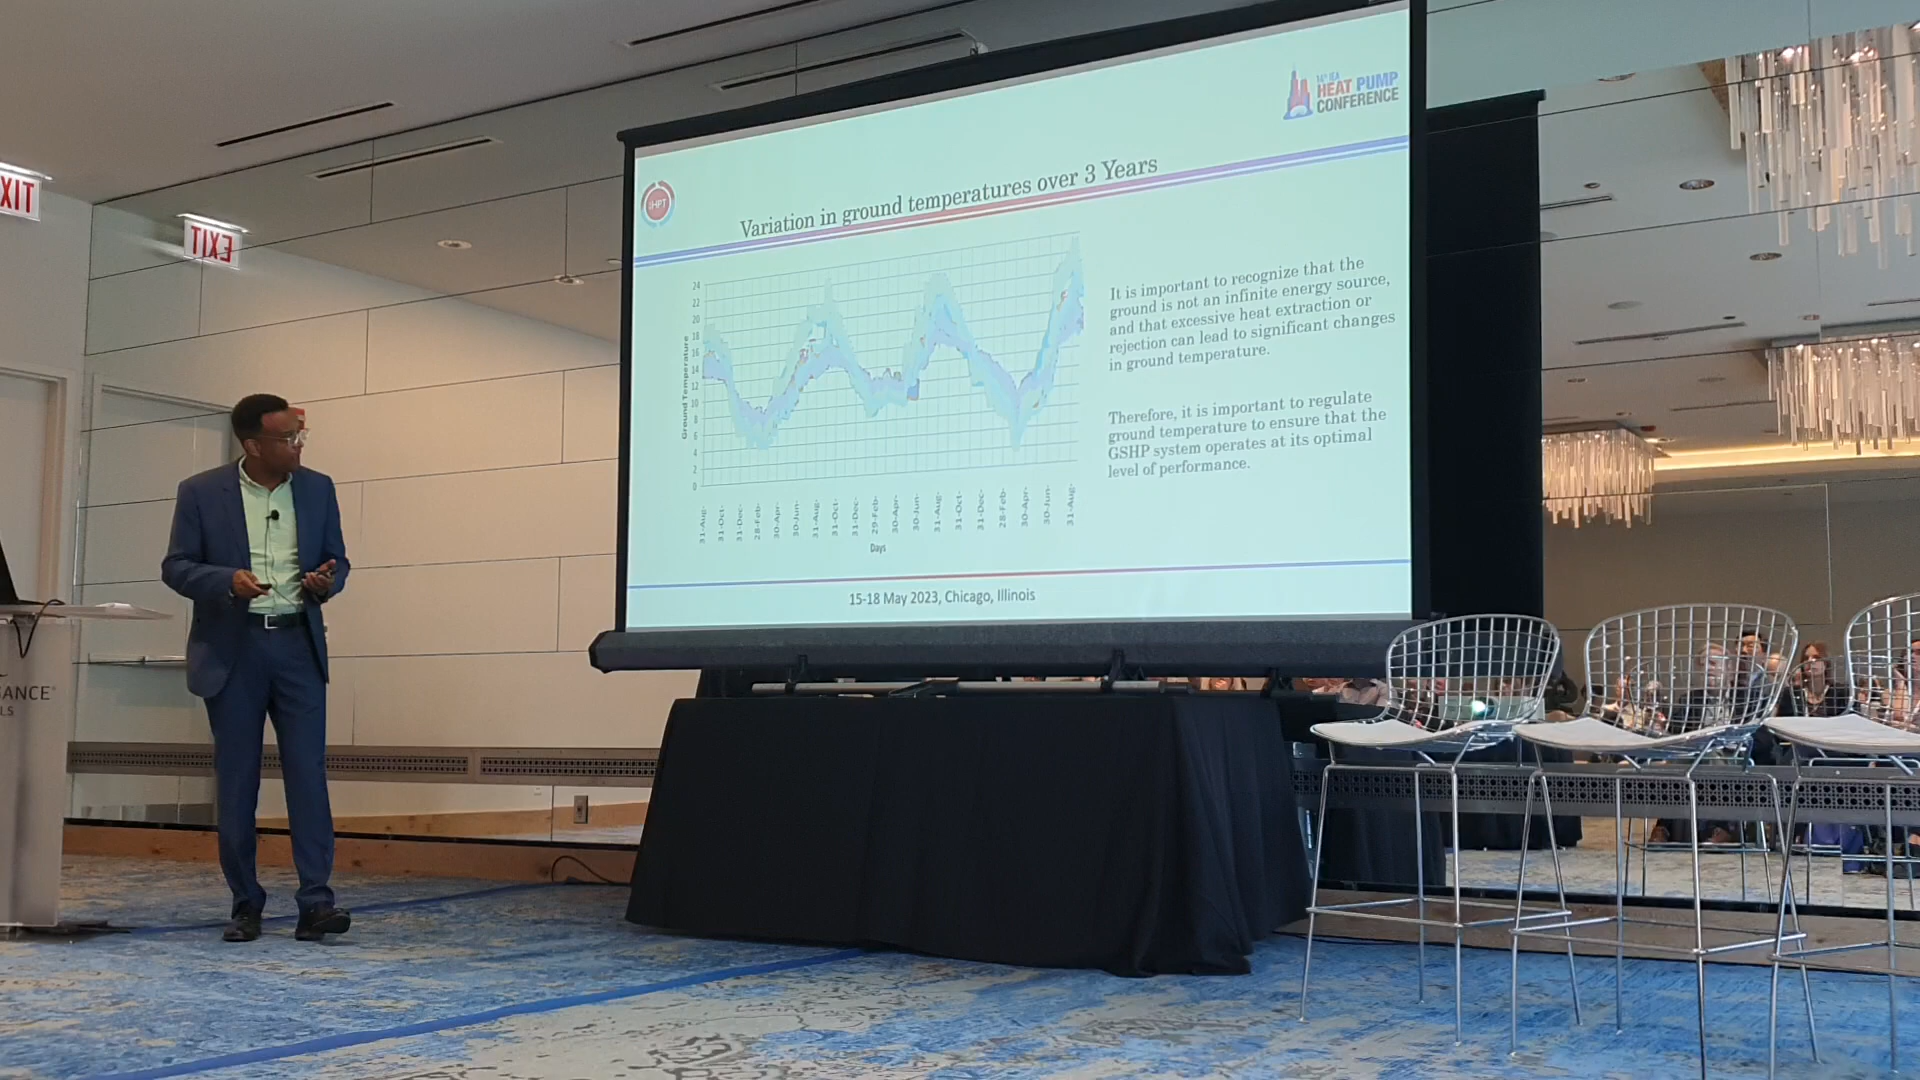 XIT
EXIT
14th IEA
HEAT PUMP
CONFERENCE
Variation in ground temperatures over 3 Years
24
22
20
18
16
14
12
10
8
6
4
2
0
Ground Temperature
31-Aug-
31-Oct-
31-Dec-
28-Feb-
30-Apr-
30-Jun-
31-Aug-
31-Oct-
31-Dec-
29-Feb-
30-Apr-
30-Jun-
31-Aug-
31-Oct-
31-Dec-
28-Feb-
30-Apr-
30-Jun-
31-Aug-
Days
It is important to recognize that the
ground is not an infinite energy source,
and that excessive heat extraction or
rejection can lead to significant changes
in ground temperature.
Therefore, it is important to regulate
ground temperature to ensure that the
GSHP system operates at its optimal
level of performance.
15-18 May 2023, Chicago, Illinois
SANCE
LS